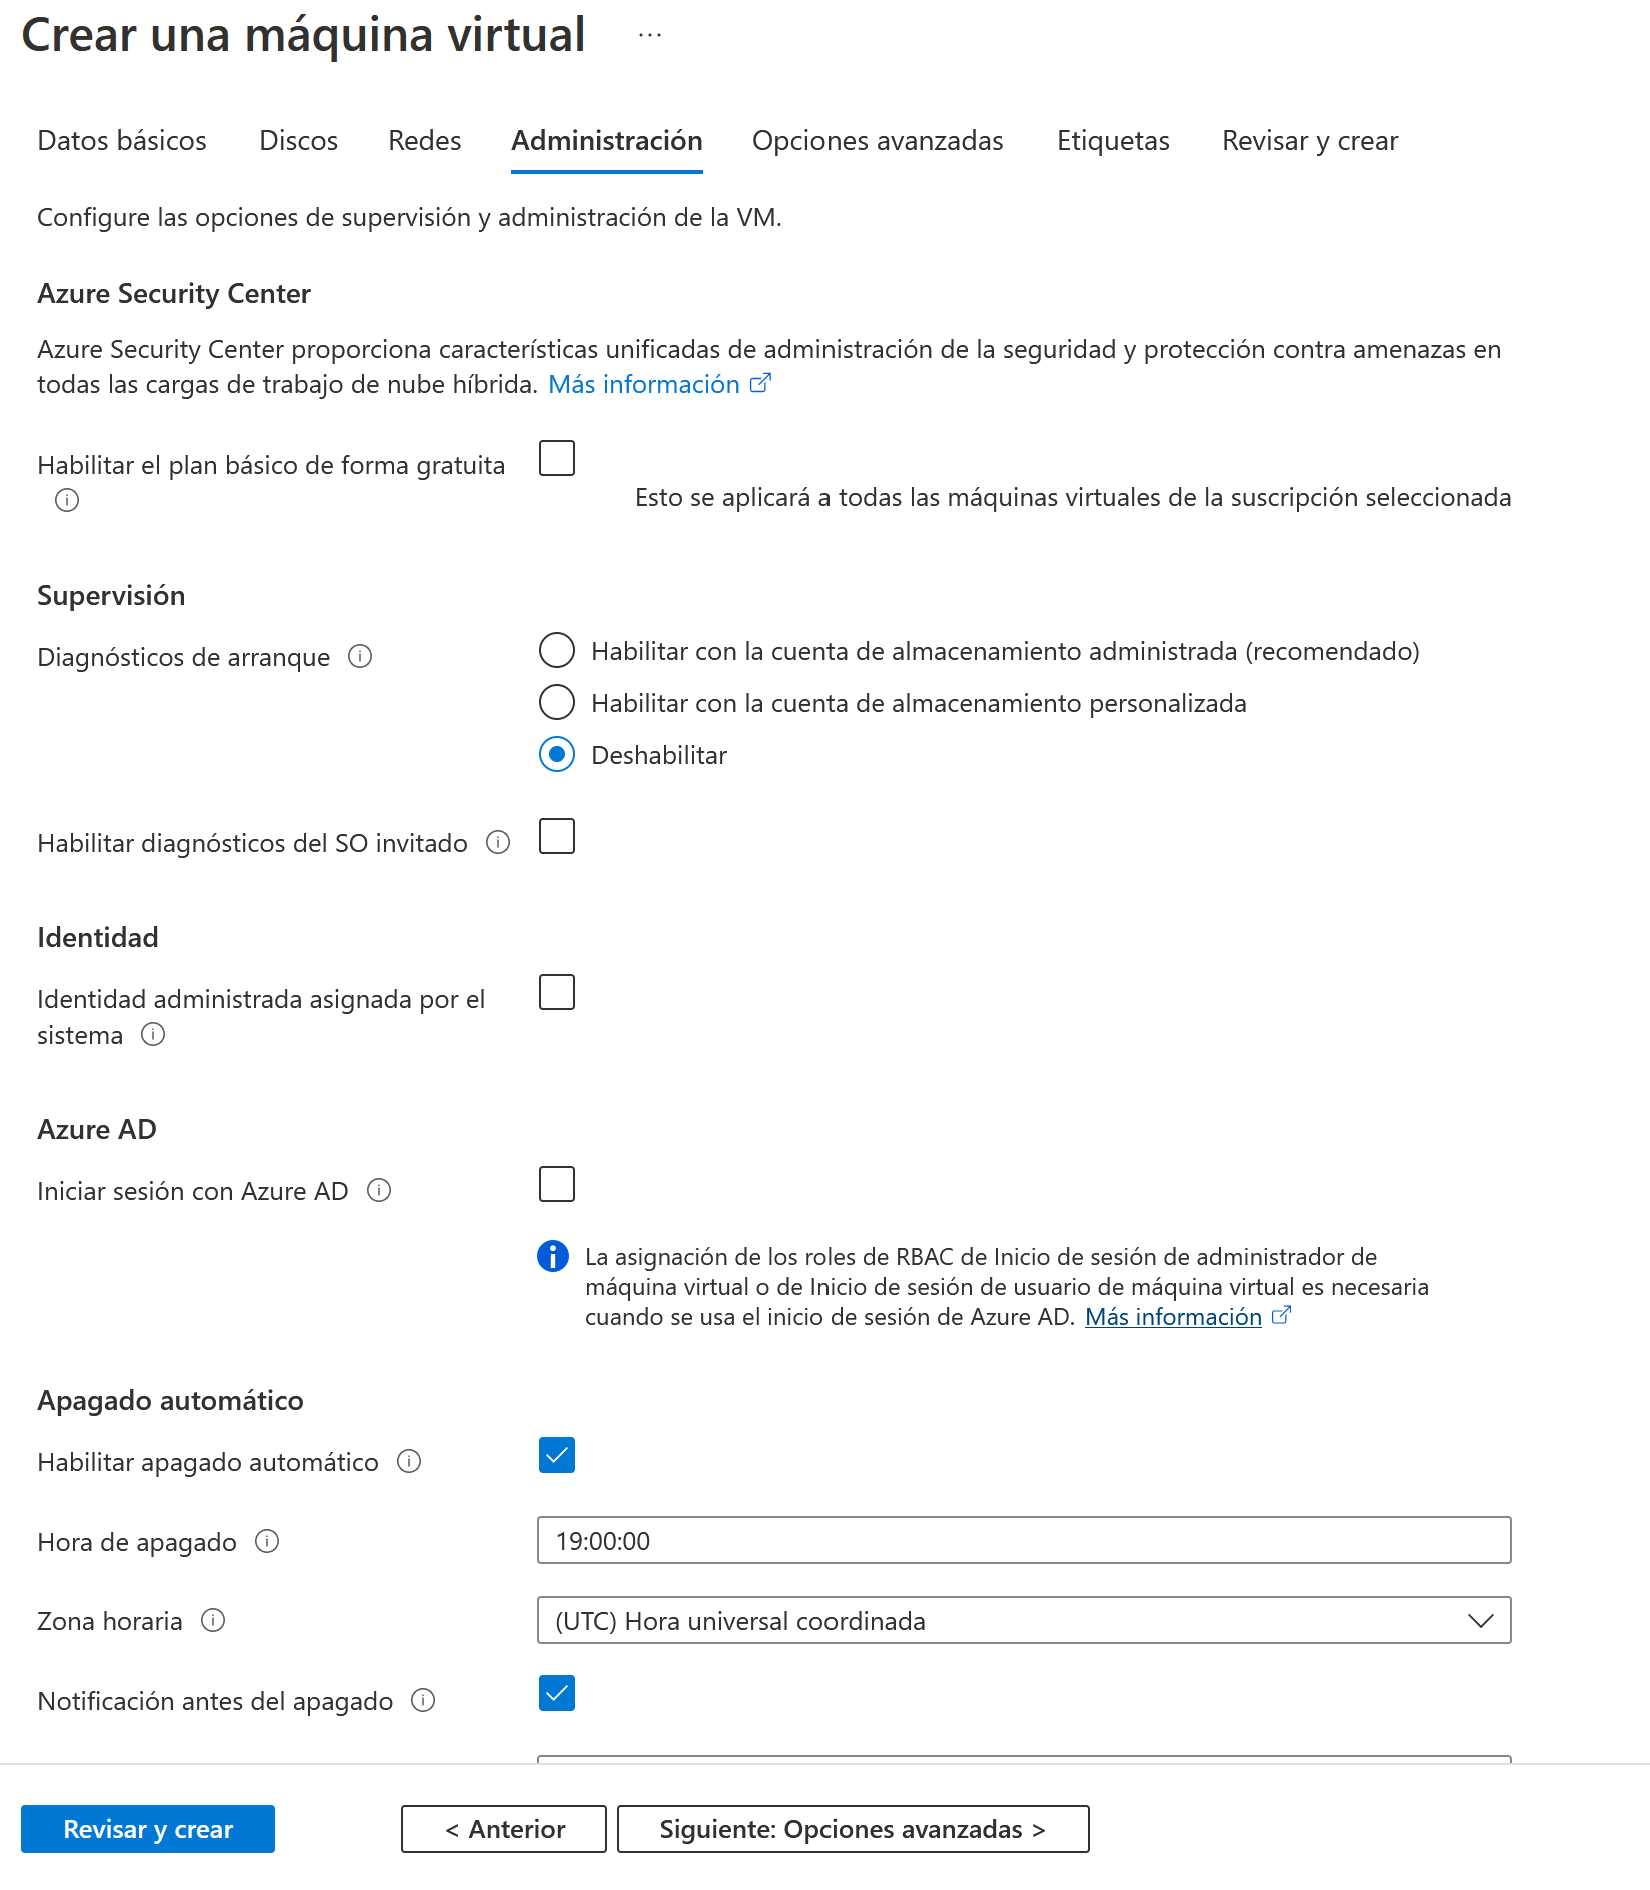 Crear una máquina virtual ...
Datos básicos Discos Redes Administración Opciones avanzadas Etiquetas Revisar y crear
Configure las opciones de supervisión y administración de la VM.
Azure Security Center
Azure Security Center proporciona características unificadas de administración de la seguridad y protección contra amenazas en
todas las cargas de trabajo de nube híbrida. Más información
Habilitar el plan básico de forma gratuita
Esto se aplicará a todas las máquinas virtuales de la suscripción seleccionada
Supervisión
Diagnósticos de arranque
Habilitar con la cuenta de almacenamiento administrada (recomendado)
Habilitar con la cuenta de almacenamiento personalizada
Deshabilitar
Habilitar diagnósticos del SO invitado
Identidad
Identidad administrada asignada por el
sistema
Azure AD
Iniciar sesión con Azure AD
La asignación de los roles de RBAC de Inicio de sesión de administrador de
máquina virtual o de Inicio de sesión de usuario de máquina virtual es necesaria
cuando se usa el inicio de sesión de Azure AD. Más información
Apagado automático
Habilitar apagado automático
Hora de apagado 19:00:00
Zona horaria (UTC) Hora universal coordinada
Notificación antes del apagado
Revisar y crear < Anterior Siguiente: Opciones avanzadas >